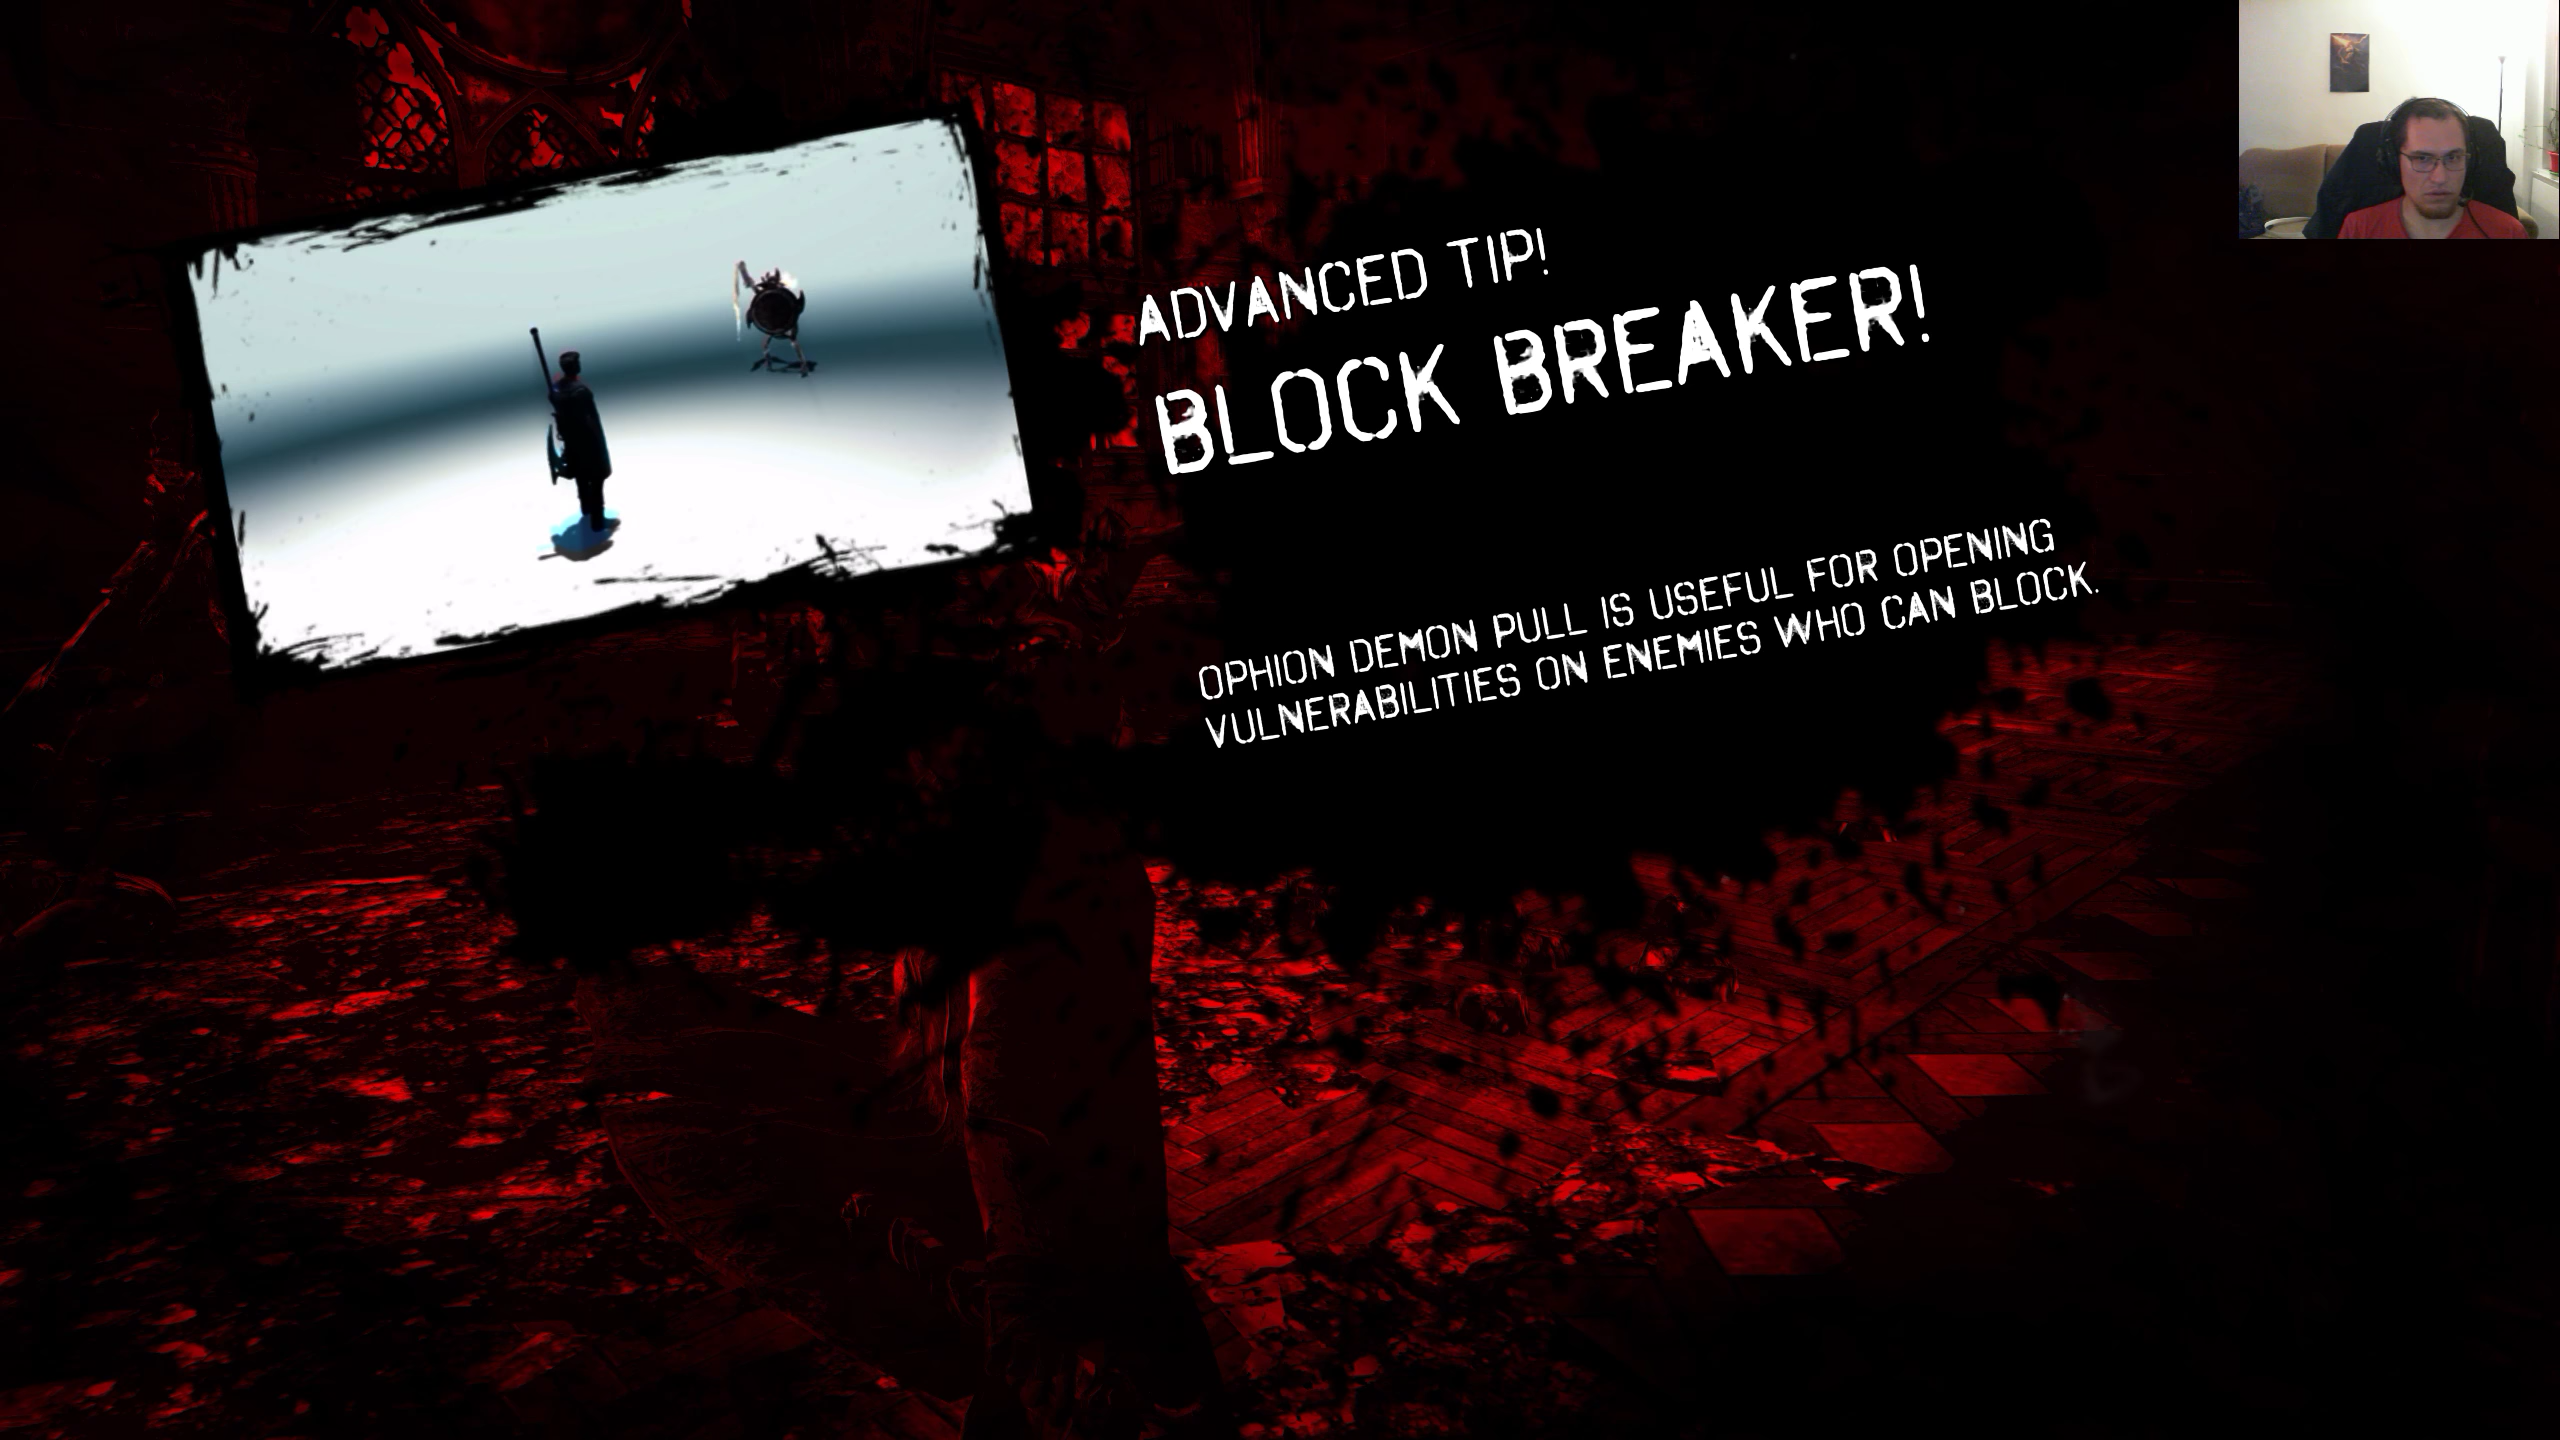 ADVANCED TIP!
BLOCK BREAKER!
OPHION DEMON PULL IS USEFUL FOR OPENING
VULNERABILITIES ON ENEMIES WHO CAN BLOCK.